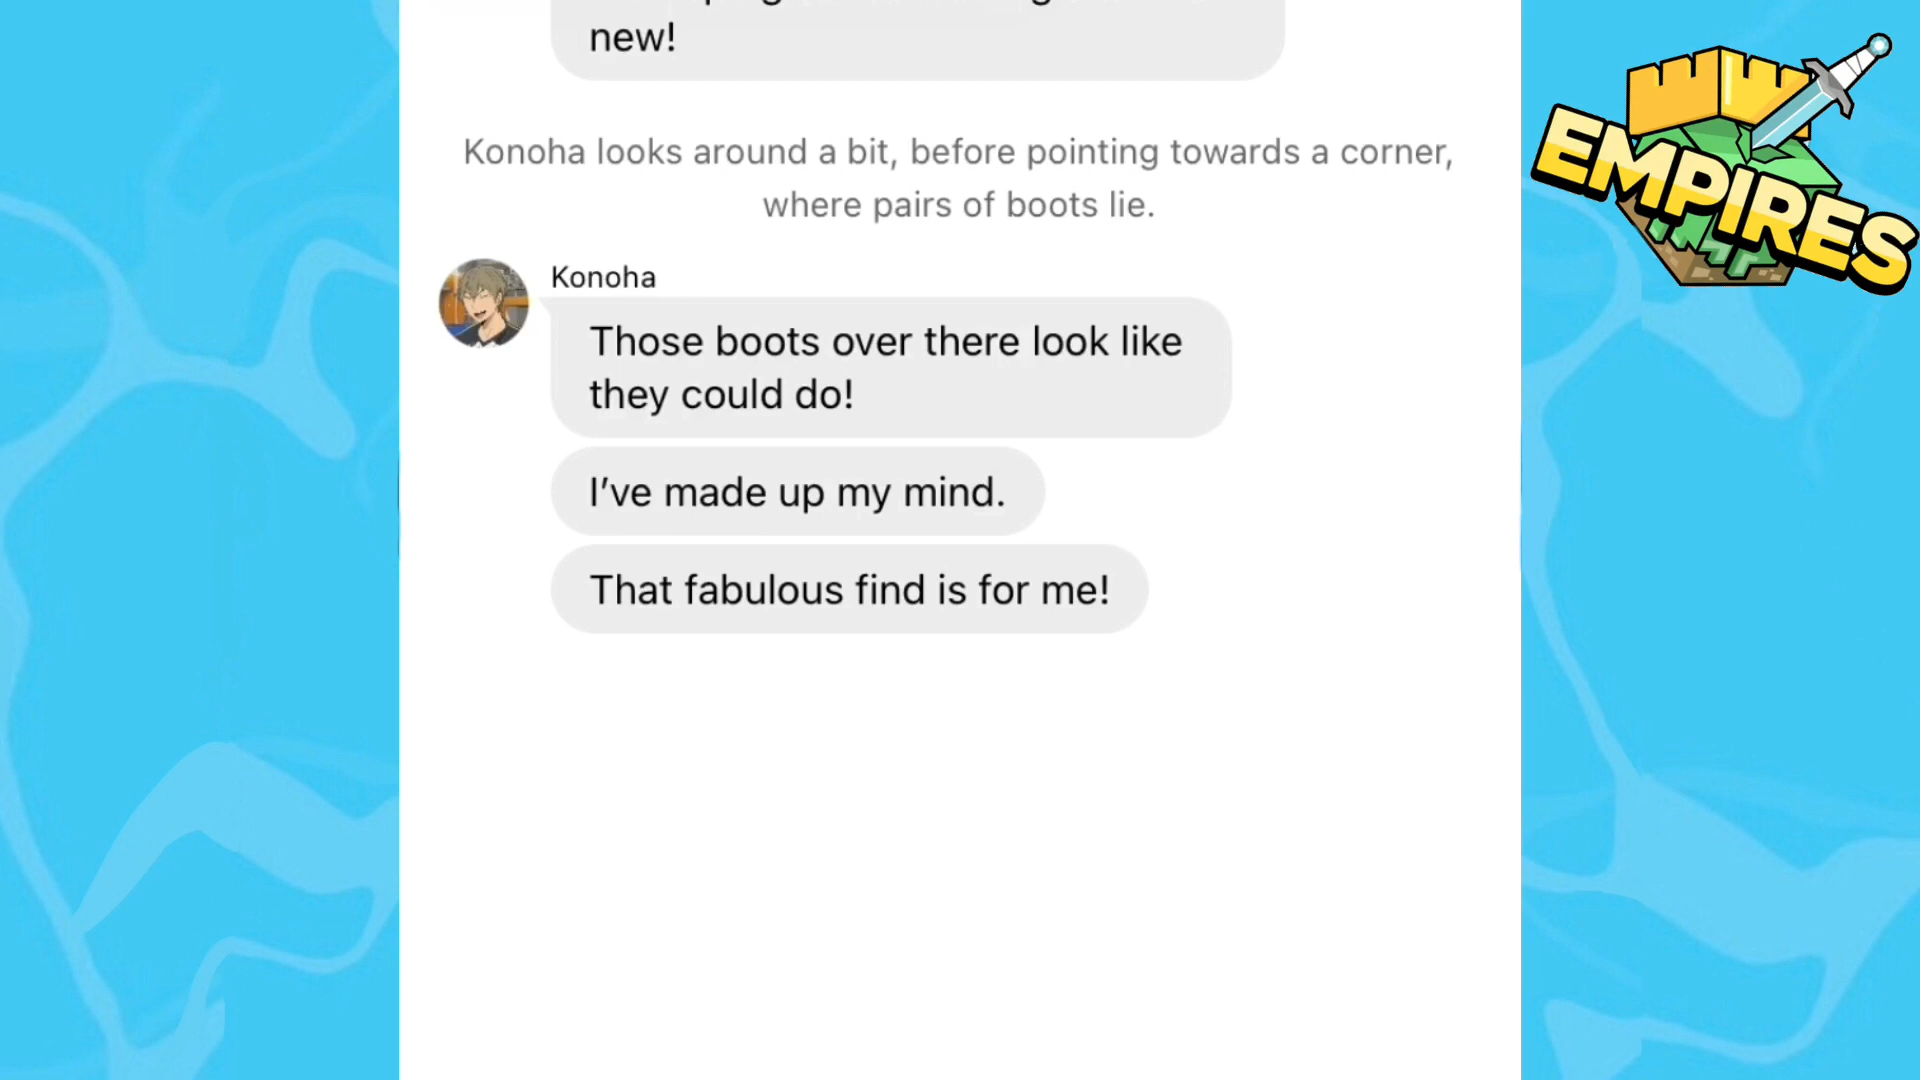 new!
Konoha looks around a bit, before pointing towards a corner,
where pairs of boots lie.
Konoha
Those boots over there look like
they could do!
I’ve made up my mind.
That fabulous find is for me!
EMPIRES